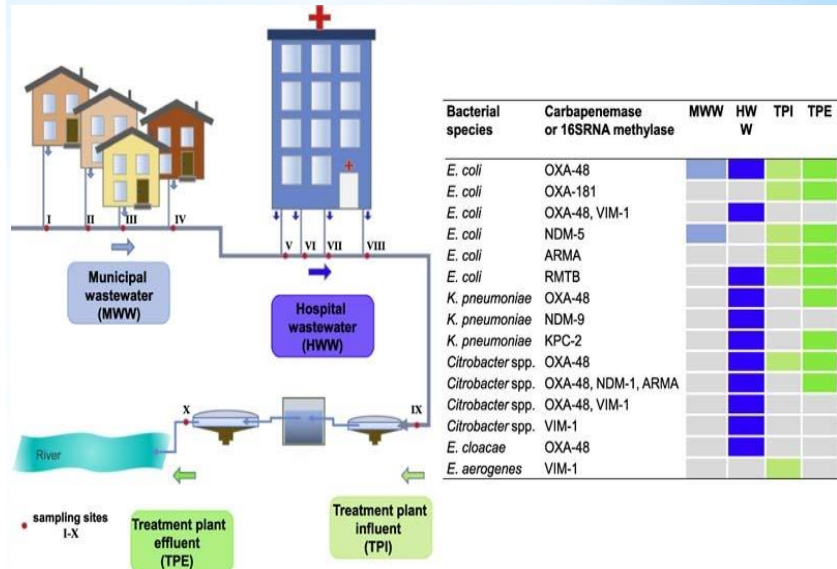 I
II
III
IV
V
VI
VII
VIII
Municipal
wastewater
(MWW)
Hospital
wastewater
(HWW)
X
IX
River
sampling sites
I-X
Treatment plant
effluent
(TPE)
Treatment plant
influent
(TPI)
Bacterial species Carbapenemase or 16SRNA methylase MWW HW W TPI TPE
E. coli OXA-48
E. coli OXA-181
E. coli OXA-48, VIM-1
E. coli NDM-5
E. coli ARMA
E. coli RMTB
K. pneumoniae OXA-48
K. pneumoniae NDM-9
K. pneumoniae KPC-2
Citrobacter spp. OXA-48
Citrobacter spp. OXA-48, NDM-1, ARMA
Citrobacter spp. OXA-48, VIM-1
Citrobacter spp. VIM-1
E. cloacae OXA-48
E. aerogenes VIM-1